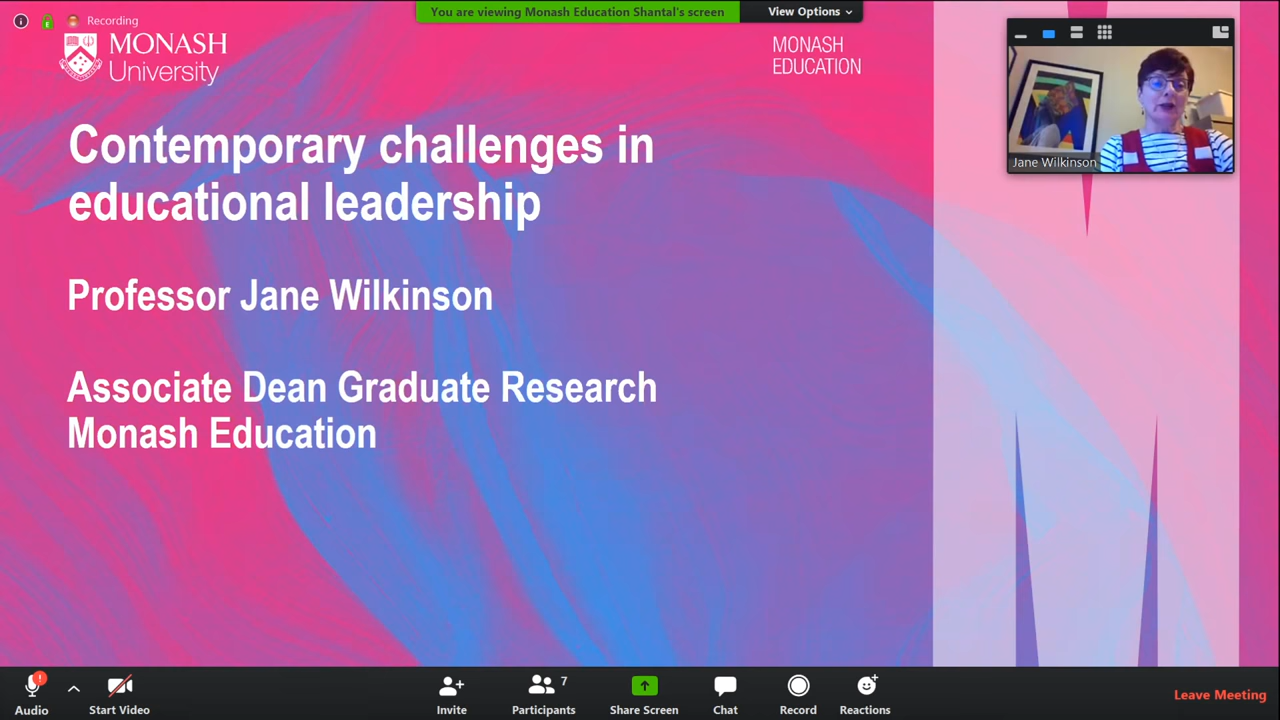 Recording
You are viewing Monash Education Shantal's screen
View Options
MONASH
University
MONASH
EDUCATION
Jane Wilkinson
Contemporary challenges in
educational leadership
Professor Jane Wilkinson
Associate Dean Graduate Research
Monash Education
Audio
Start Video
Invite
Participants
7
Share Screen
Chat
Record
Reactions
Leave Meeting